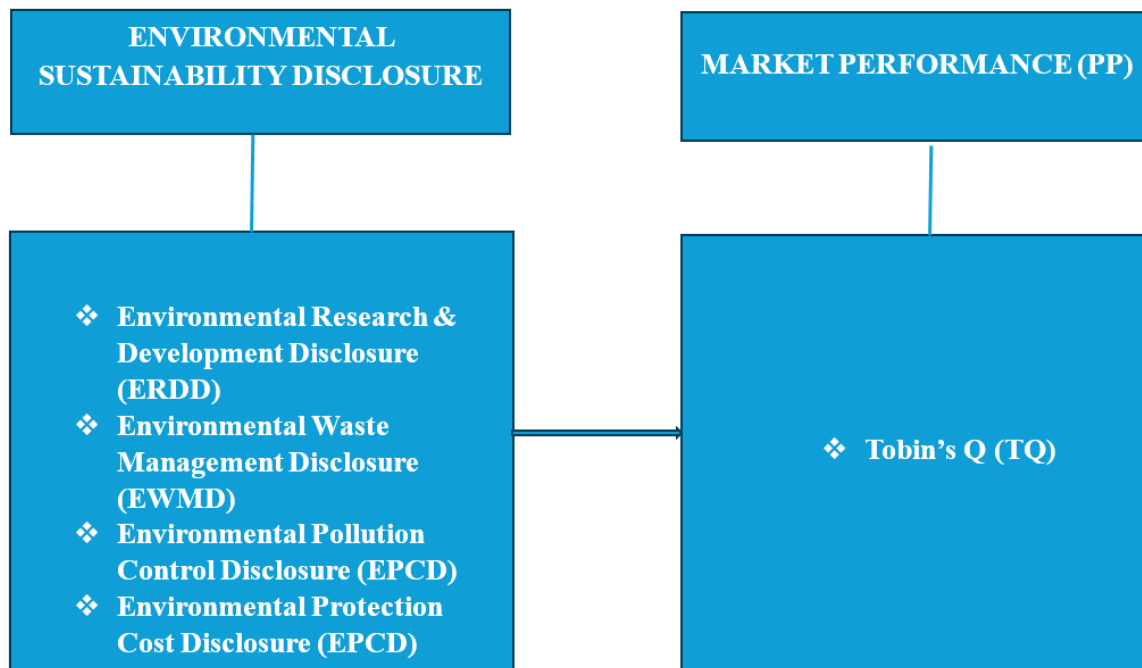 ENVIRONMENTAL
SUSTAINABILITY DISCLOSURE
MARKET PERFORMANCE (PP)
❖ Environmental Research &
Development Disclosure
(ERDD)
❖ Environmental Waste
Management Disclosure
(EWMD)
❖ Environmental Pollution
Control Disclosure (EPCD)
❖ Environmental Protection
Cost Disclosure (EPCD)
❖ Tobin’s Q (TQ)